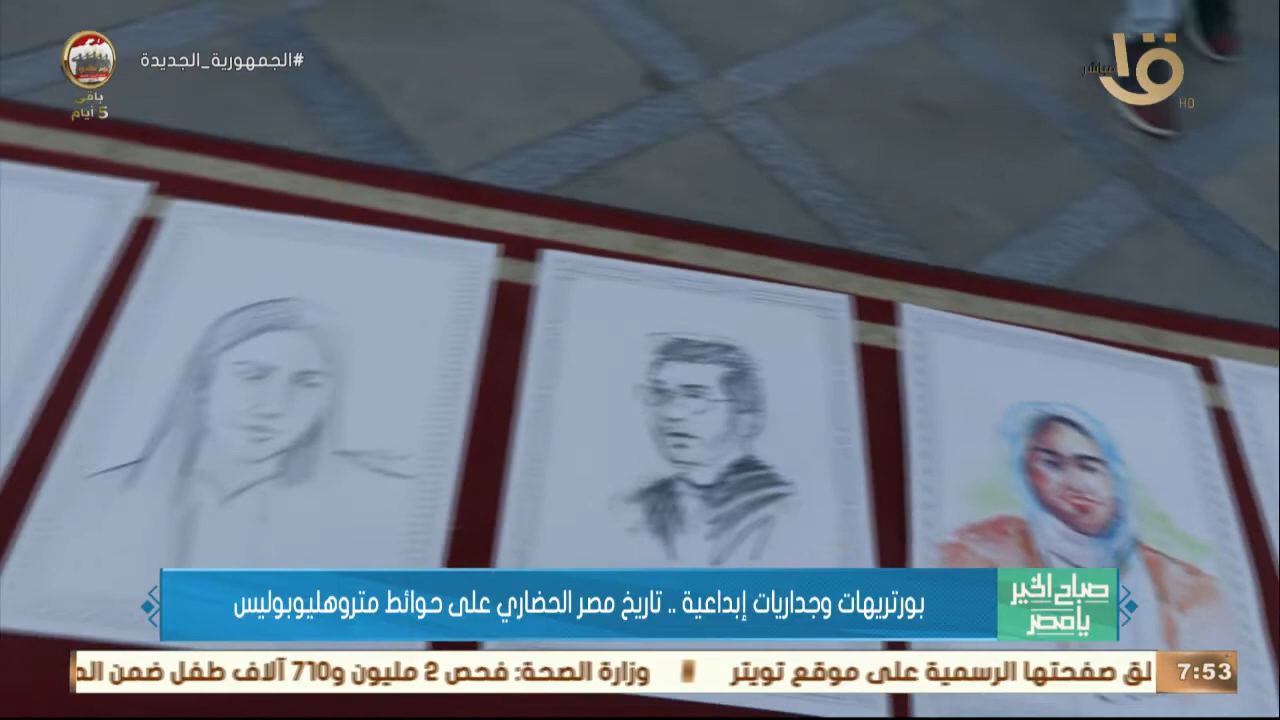 #الجمهورية_الجديدة
باقي
5 أيام
مباشر
HD
بورتريهات وجداريات إبداعية .. تاريخ مصر الحضاري على حوائط متروهليوبوليس
صباح الخير
يا مصر
لق صفحتها الرسمية على موقع تويتر
وزارة الصحة: فحص 2 مليون و710 آلاف طفل ضمن
7:53